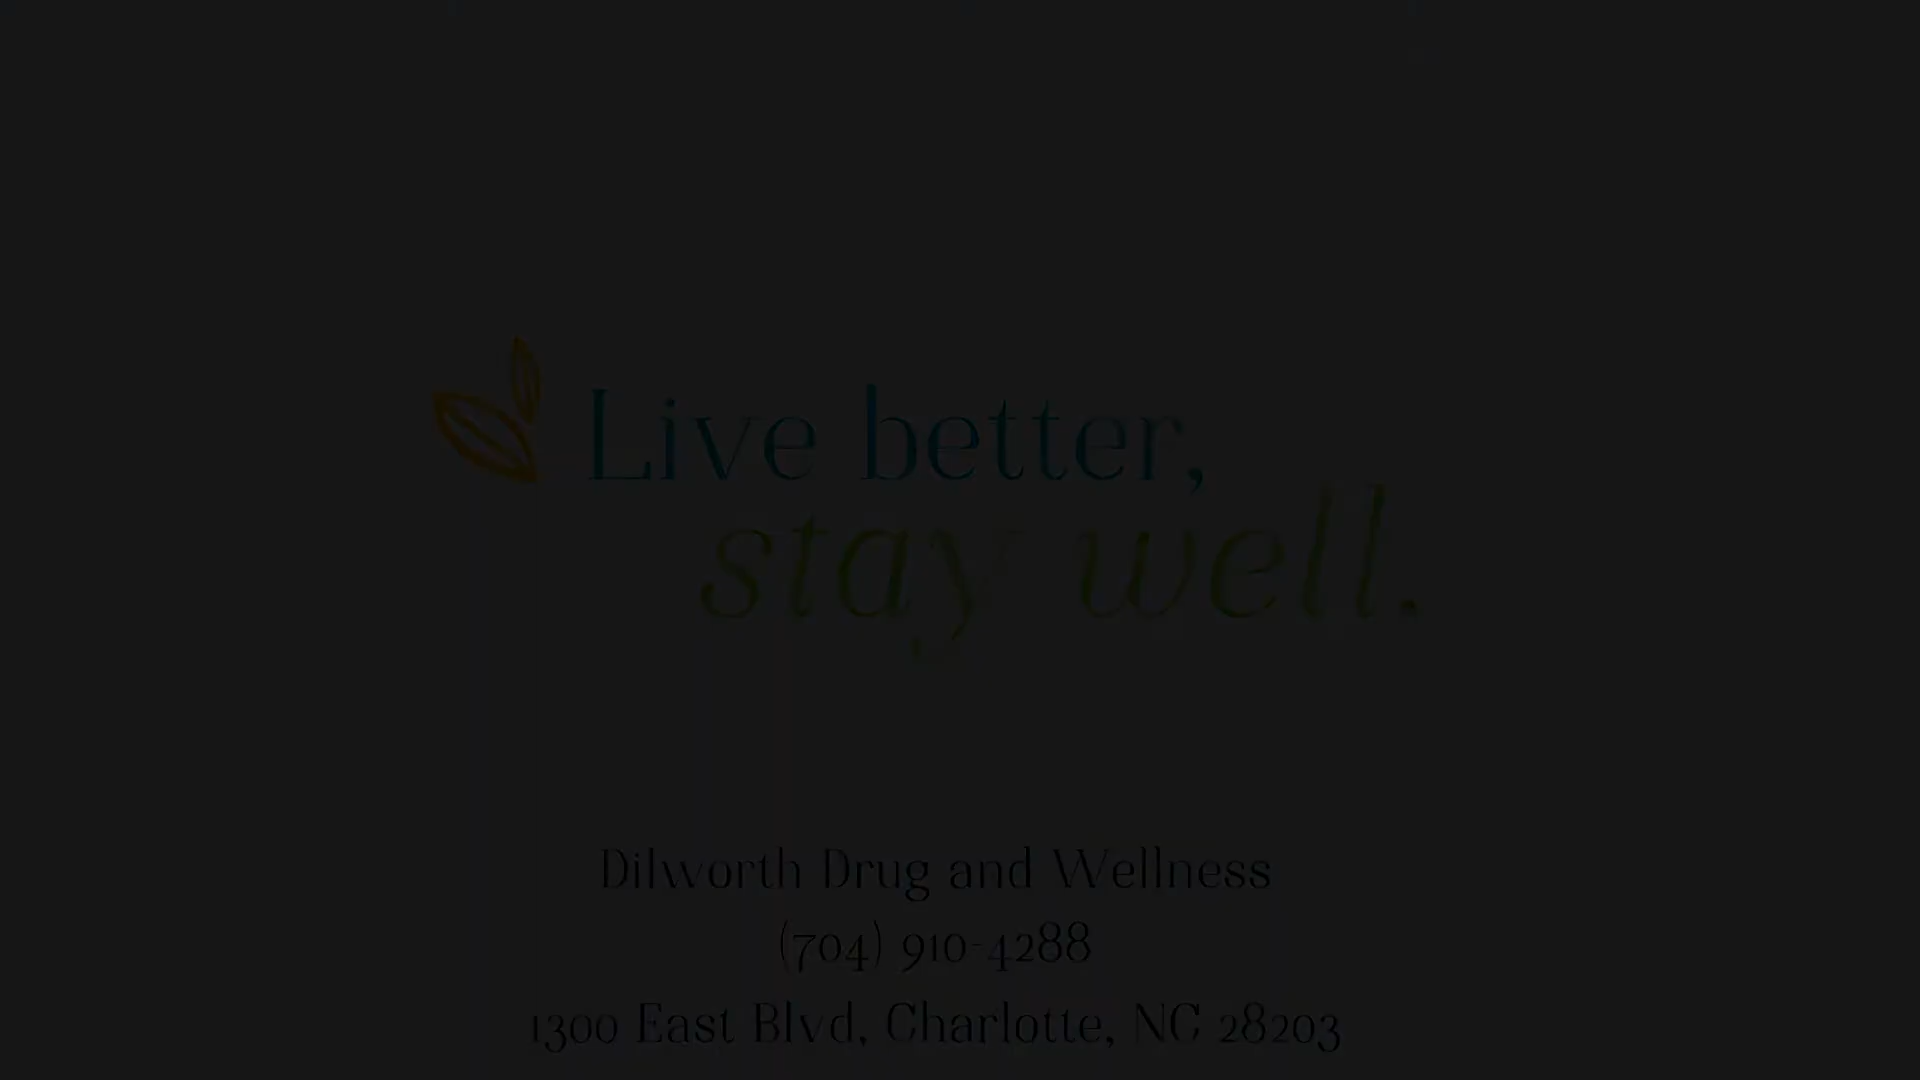 Live better,
stay well.
Dilworth Drug and Wellness
(704) 910-4288
1300 East Blvd, Charlotte, NC 28203